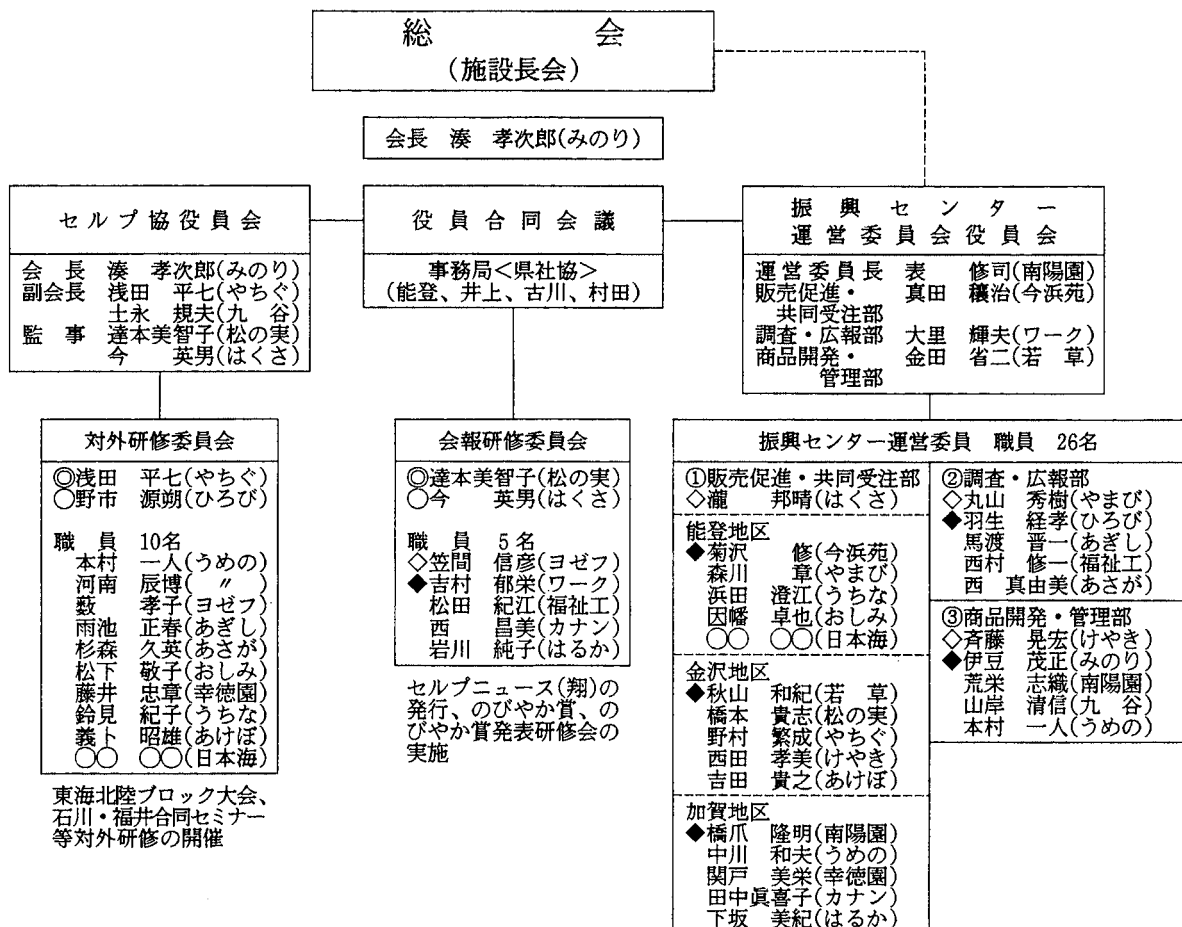 総　　　会
(施設長会)
会長　湊　孝次郎(みのり)
セルプ協役員会
会　長　湊　孝次郎(みのり)
副会長　浅田　平七(やちぐ)
土永　規夫(九　谷)
監　事　達本美智子(松の実)
今　　英男(はくさ)
役員合同会議
事務局<県社協>
(能登、井上、古川、村田)
振興センター
運営委員会役員会
運営委員長　表　　修司(南陽園)
販売促進・　真田　穣治(今浜苑)
共同受注部
調査・広報部　大里　輝夫(ワーク)
商品開発・　金田　省二(若　草)
管理部
対外研修委員会
◎浅田　平七(やちぐ)
○野市　源朔(ひろび)
職　員　10名
本村　一人(うめの)
河南　辰博(　〃　)
薮　　孝子(ヨゼフ)
雨池　正春(あぎし)
杉森　久英(あさが)
松下　敬子(おしみ)
藤井　忠章(幸徳園)
鈴見　紀子(うちな)
義ト　昭雄(あけぼ)
○○　○○(日本海)
東海北陸ブロック大会、
石川・福井合同セミナー
等対外研修の開催
会報研修委員会
◎達本美智子(松の実)
○今　　英男(はくさ)
職　員　5名
◇笠間　信彦(ヨゼフ)
◆吉村　郁栄(ワーク)
松田　紀江(福祉工)
西　　昌美(カナン)
岩川　純子(はるか)
セルプニュース(翔)の
発行、のびやか賞、の
びやか賞発表研修会の
実施
振興センター運営委員　職員　26名
①販売促進・共同受注部
◇瀧　　邦晴(はくさ)
能登地区
◆菊沢　　修(今浜苑)
森川　　章(やまび)
浜田　澄江(うちな)
因幡　卓也(おしみ)
○○　○○(日本海)
金沢地区
◆秋山　和紀(若　草)
橋本　貴志(松の実)
野村　繁成(やちぐ)
西田　孝美(けやき)
吉田　貴之(あけぼ)
加賀地区
◆橋爪　隆明(南陽園)
中川　和夫(うめの)
関戸　美栄(幸徳園)
田中眞喜子(カナン)
下坂　美紀(はるか)
②調査・広報部
◇丸山　秀樹(やまび)
◆羽生　経孝(ひろび)
馬渡　晋一(あぎし)
西村　修一(福祉工)
西　真由美(あさが)
③商品開発・管理部
◇斉藤　晃宏(けやき)
◆伊豆　茂正(みのり)
荒栄　志織(南陽園)
山岸　清信(九　谷)
本村　一人(うめの)